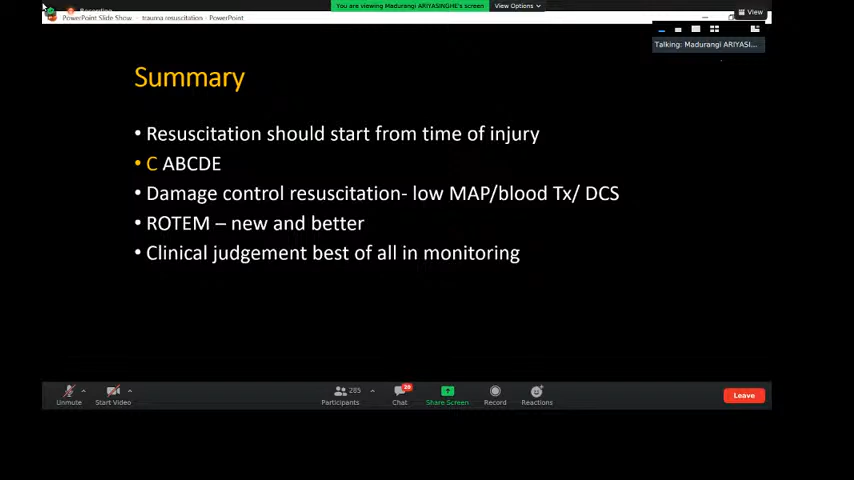 Recording
You are viewing Madurangi ARIYASINGHE's screen
View Options
View
PowerPoint Slide Show - trauma resuscitation - PowerPoint
Talking: Madurangi ARIYASI...
Summary
• Resuscitation should start from time of injury
• C ABCDE
• Damage control resuscitation- low MAP/blood Tx/ DCS
• ROTEM – new and better
• Clinical judgement best of all in monitoring
285
29
Unmute
Start Video
Participants
Chat
Share Screen
Record
Reactions
Leave